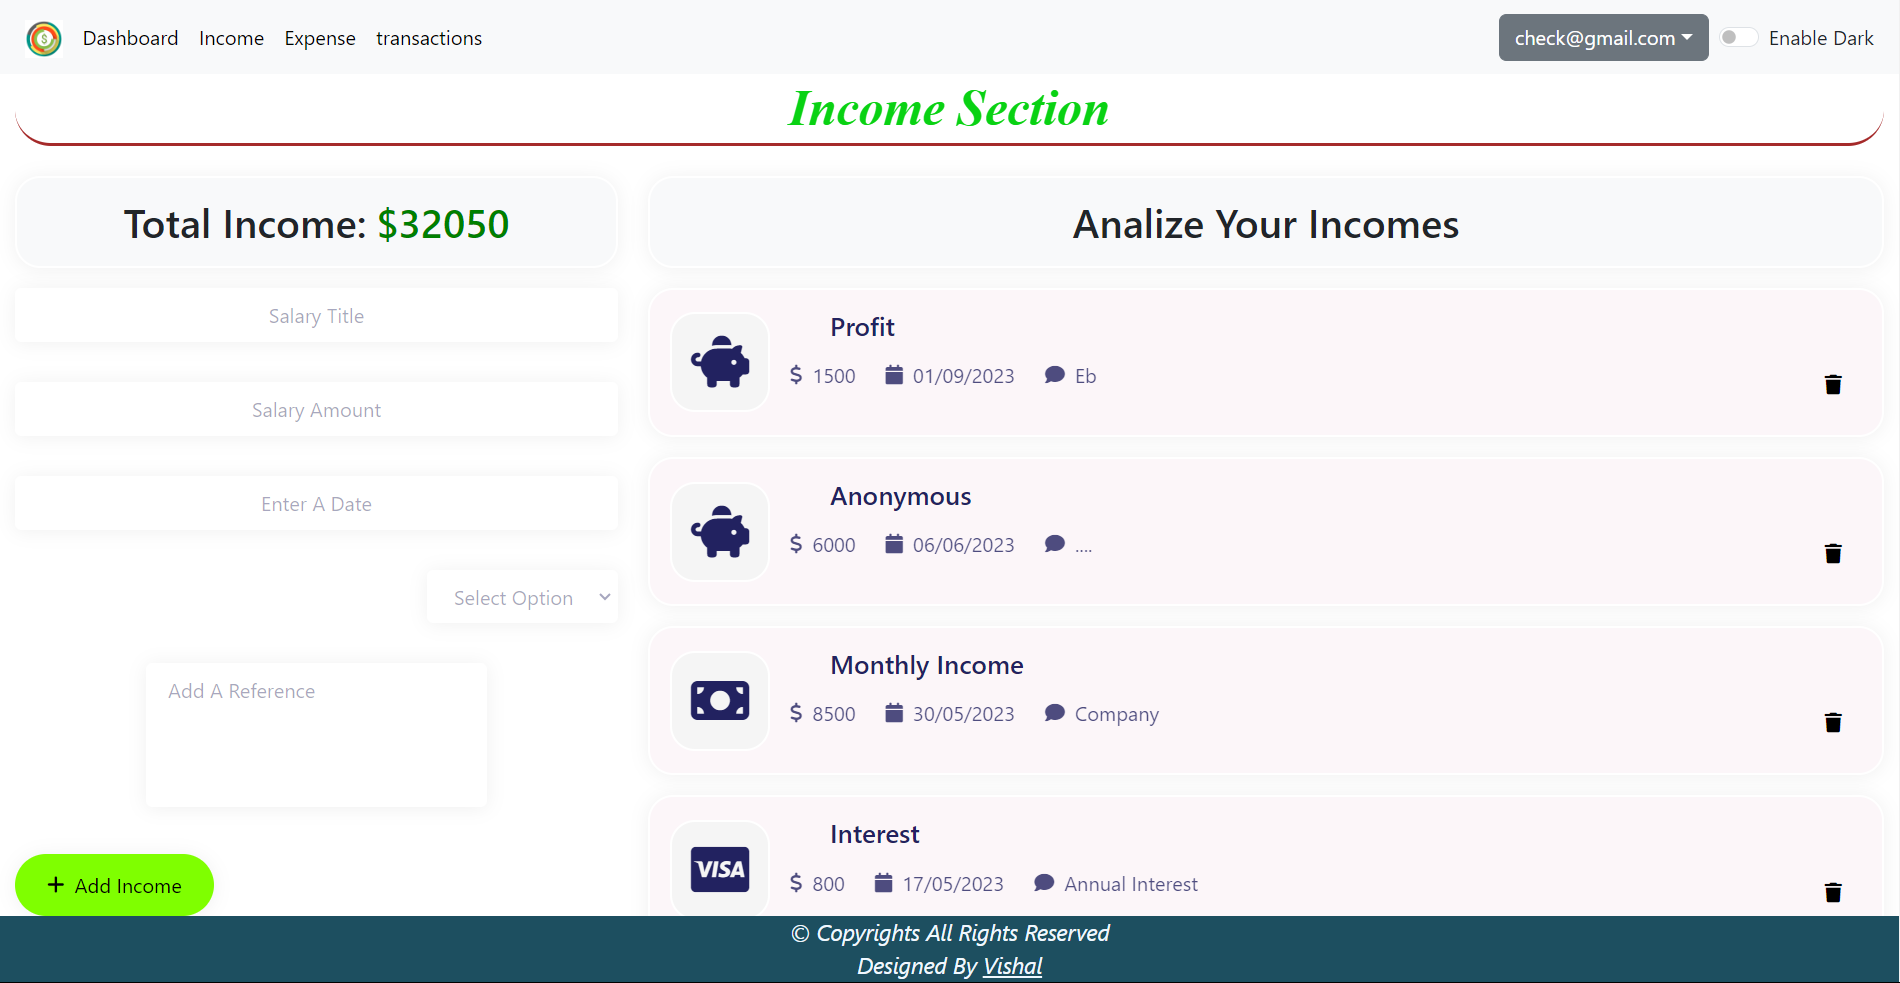 Dashboard Income Expense transactions check@gmail.com Enable Dark
Income Section
Total Income: $32050
Salary Title
Salary Amount
Enter A Date
Select Option
Add A Reference
+ Add Income
Analize Your Incomes
Profit
$ 1500 01/09/2023 Eb
Anonymous
$ 6000 06/06/2023 ....
Monthly Income
$ 8500 30/05/2023 Company
Interest
VISA
$ 800 17/05/2023 Annual Interest
© Copyrights All Rights Reserved
Designed By Vishal